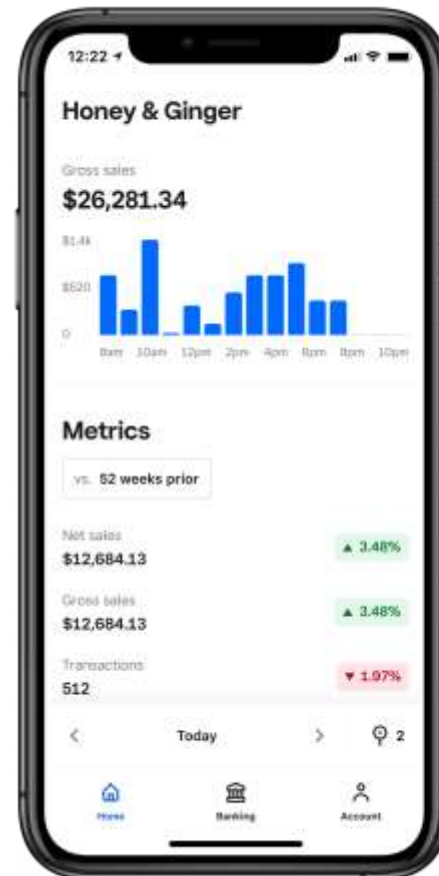 12:22
Honey & Ginger
Gross sales
$26,281.34
$1.4k
$520
0
8am 10am 12pm 2pm 4pm 6pm 8pm 10pm
Metrics
vs. 52 weeks prior
Net sales
$12,684.13
▲ 3.48%
Gross sales
$12,684.13
▲ 3.48%
Transactions
512
▼ 1.97%
Today
2
Home Banking Account